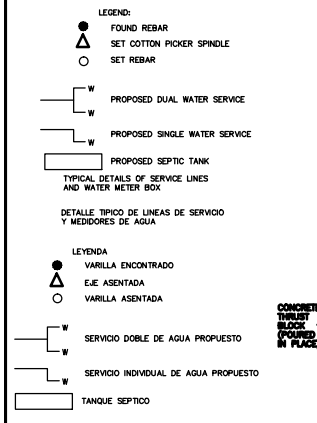 LEGEND:
FOUND REBAR
SET COTTON PICKER SPINDLE
SET REBAR
W
PROPOSED DUAL WATER SERVICE
W
PROPOSED SINGLE WATER SERVICE
W
PROPOSED SEPTIC TANK
TYPICAL DETAILS OF SERVICE LINES
AND WATER METER BOX
DETALLE TIPICO DE LINEAS DE SERVICIO
Y MEDIDORES DE AGUA
LEYENDA
VARILLA ENCONTRADO
EJE ASENTADA
VARILLA ASENTADA
CONCRETE
THRUST
BLOCK
(POURED
IN PLACE)
W
SERVICIO DOBLE DE AGUA PROPUESTO
W
SERVICIO INDIVIDUAL DE AGUA PROPUESTO
W
TANQUE SEPTICO